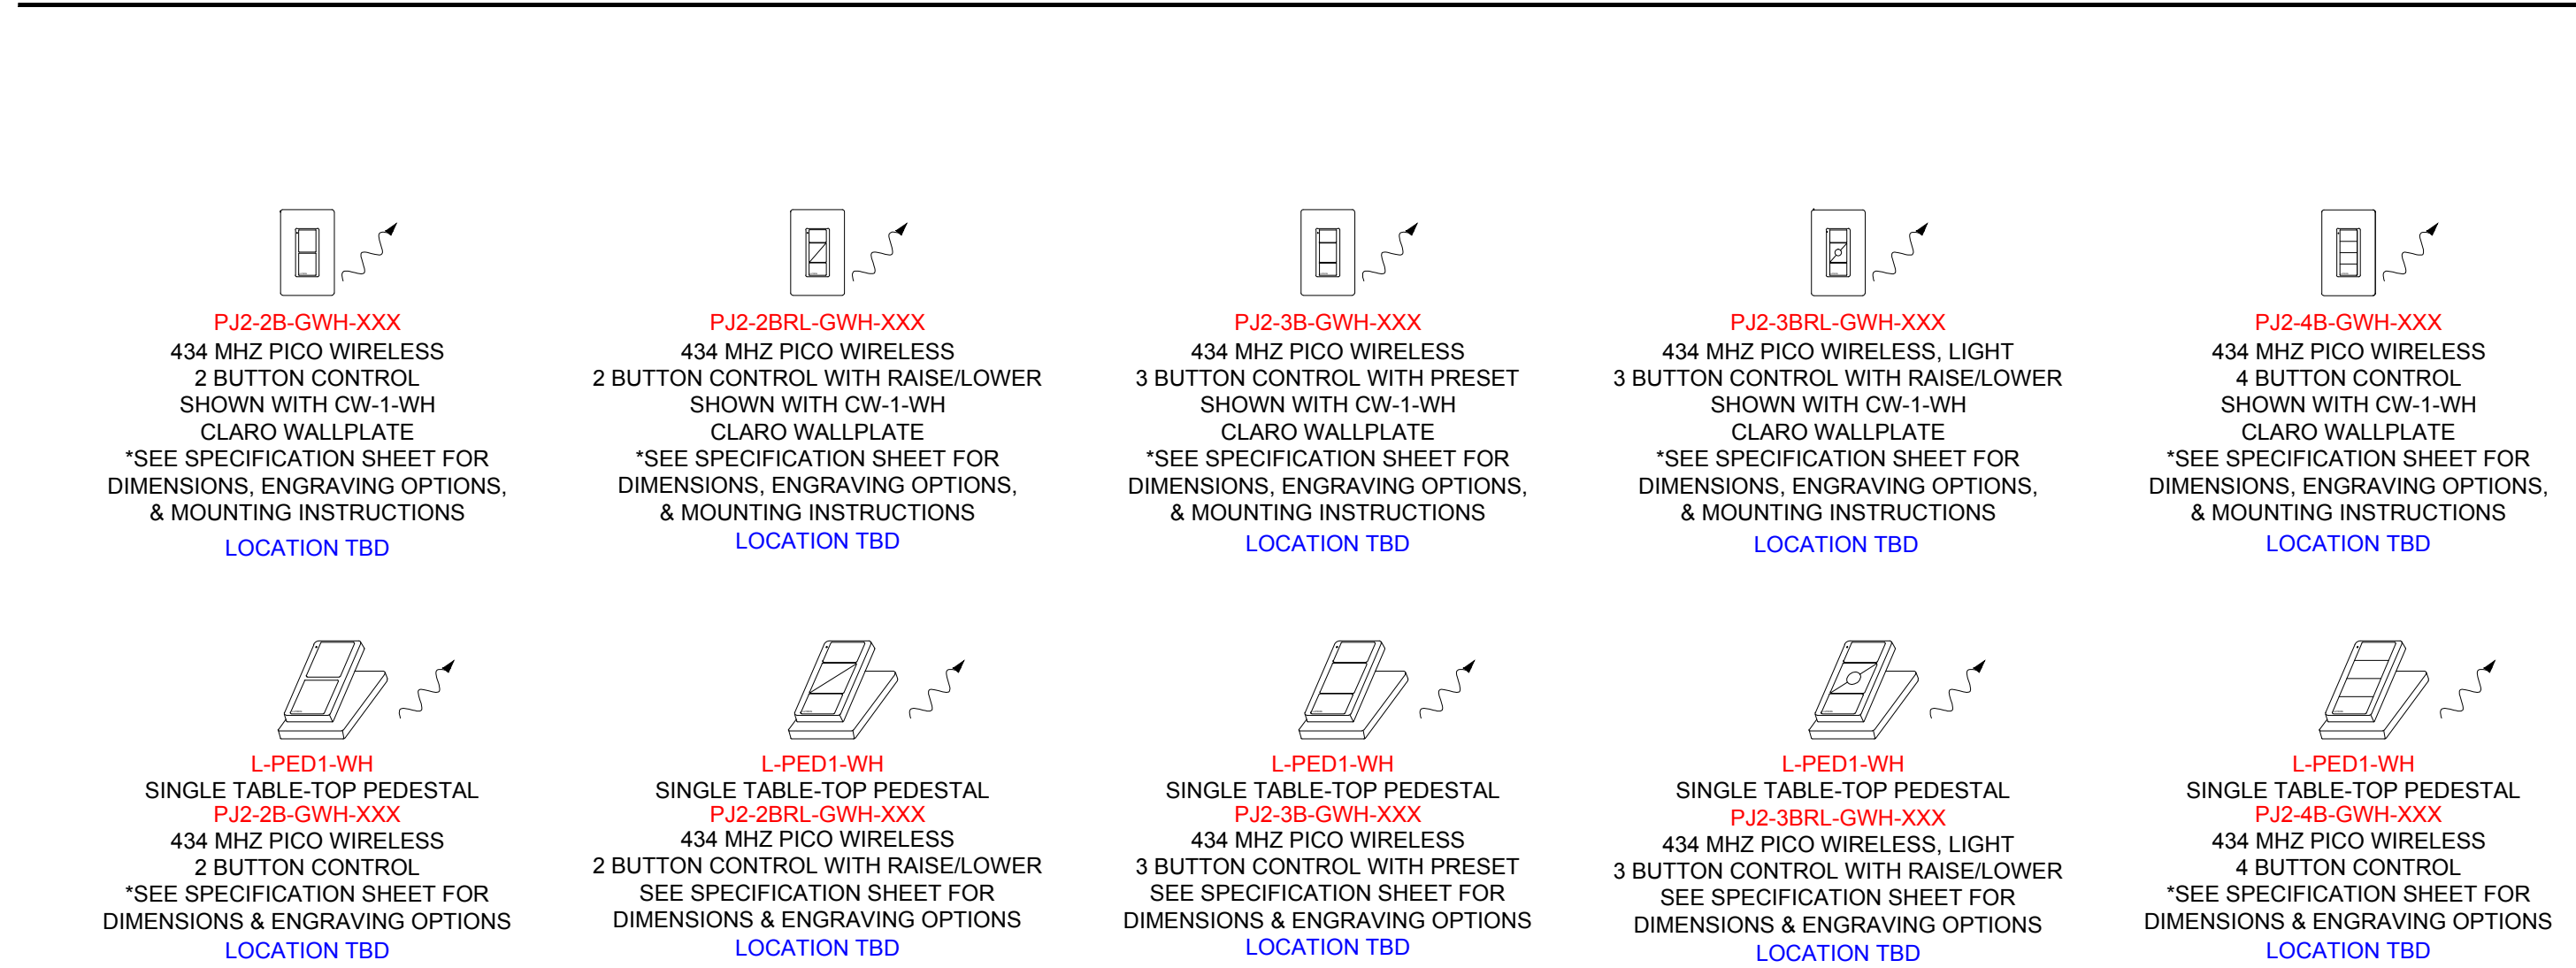 PJ2-2B-GWH-XXX
434 MHZ PICO WIRELESS
2 BUTTON CONTROL
SHOWN WITH CW-1-WH
CLARO WALLPLATE
*SEE SPECIFICATION SHEET FOR
DIMENSIONS, ENGRAVING OPTIONS,
& MOUNTING INSTRUCTIONS
LOCATION TBD
PJ2-2BRL-GWH-XXX
434 MHZ PICO WIRELESS
2 BUTTON CONTROL WITH RAISE/LOWER
SHOWN WITH CW-1-WH
CLARO WALLPLATE
*SEE SPECIFICATION SHEET FOR
DIMENSIONS, ENGRAVING OPTIONS,
& MOUNTING INSTRUCTIONS
LOCATION TBD
PJ2-3B-GWH-XXX
434 MHZ PICO WIRELESS
3 BUTTON CONTROL WITH PRESET
SHOWN WITH CW-1-WH
CLARO WALLPLATE
*SEE SPECIFICATION SHEET FOR
DIMENSIONS, ENGRAVING OPTIONS,
& MOUNTING INSTRUCTIONS
LOCATION TBD
PJ2-3BRL-GWH-XXX
434 MHZ PICO WIRELESS, LIGHT
3 BUTTON CONTROL WITH RAISE/LOWER
SHOWN WITH CW-1-WH
CLARO WALLPLATE
*SEE SPECIFICATION SHEET FOR
DIMENSIONS, ENGRAVING OPTIONS,
& MOUNTING INSTRUCTIONS
LOCATION TBD
PJ2-4B-GWH-XXX
434 MHZ PICO WIRELESS
4 BUTTON CONTROL
SHOWN WITH CW-1-WH
CLARO WALLPLATE
*SEE SPECIFICATION SHEET FOR
DIMENSIONS, ENGRAVING OPTIONS,
& MOUNTING INSTRUCTIONS
LOCATION TBD
L-PED1-WH
SINGLE TABLE-TOP PEDESTAL
PJ2-2B-GWH-XXX
434 MHZ PICO WIRELESS
2 BUTTON CONTROL
*SEE SPECIFICATION SHEET FOR
DIMENSIONS & ENGRAVING OPTIONS
LOCATION TBD
L-PED1-WH
SINGLE TABLE-TOP PEDESTAL
PJ2-2BRL-GWH-XXX
434 MHZ PICO WIRELESS
2 BUTTON CONTROL WITH RAISE/LOWER
SEE SPECIFICATION SHEET FOR
DIMENSIONS & ENGRAVING OPTIONS
LOCATION TBD
L-PED1-WH
SINGLE TABLE-TOP PEDESTAL
PJ2-3B-GWH-XXX
434 MHZ PICO WIRELESS
3 BUTTON CONTROL WITH PRESET
SEE SPECIFICATION SHEET FOR
DIMENSIONS & ENGRAVING OPTIONS
LOCATION TBD
L-PED1-WH
SINGLE TABLE-TOP PEDESTAL
PJ2-3BRL-GWH-XXX
434 MHZ PICO WIRELESS, LIGHT
3 BUTTON CONTROL WITH RAISE/LOWER
SEE SPECIFICATION SHEET FOR
DIMENSIONS & ENGRAVING OPTIONS
LOCATION TBD
L-PED1-WH
SINGLE TABLE-TOP PEDESTAL
PJ2-4B-GWH-XXX
434 MHZ PICO WIRELESS
4 BUTTON CONTROL
*SEE SPECIFICATION SHEET FOR
DIMENSIONS & ENGRAVING OPTIONS
LOCATION TBD